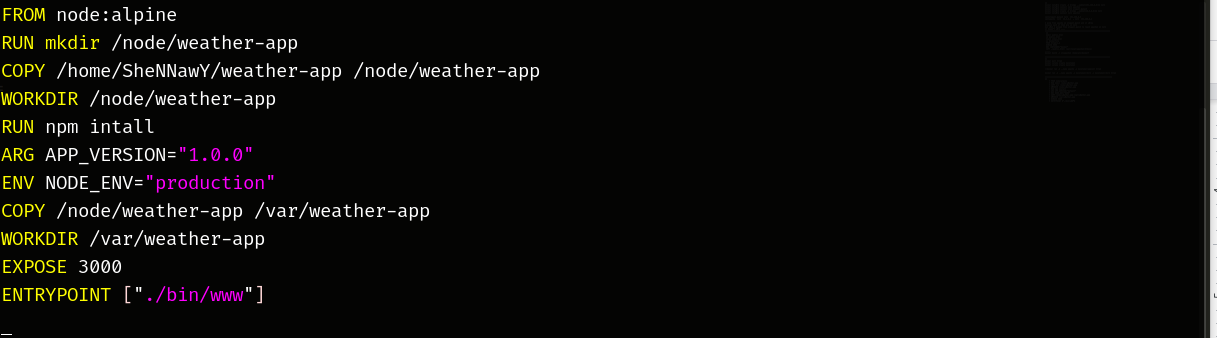 FROM node:alpine
RUN mkdir /node/weather-app
COPY /home/SheNNawY/weather-app /node/weather-app
WORKDIR /node/weather-app
RUN npm intall
ARG APP_VERSION="1.0.0"
ENV NODE_ENV="production"
COPY /node/weather-app /var/weather-app
WORKDIR /var/weather-app
EXPOSE 3000
ENTRYPOINT ["./bin/www"]